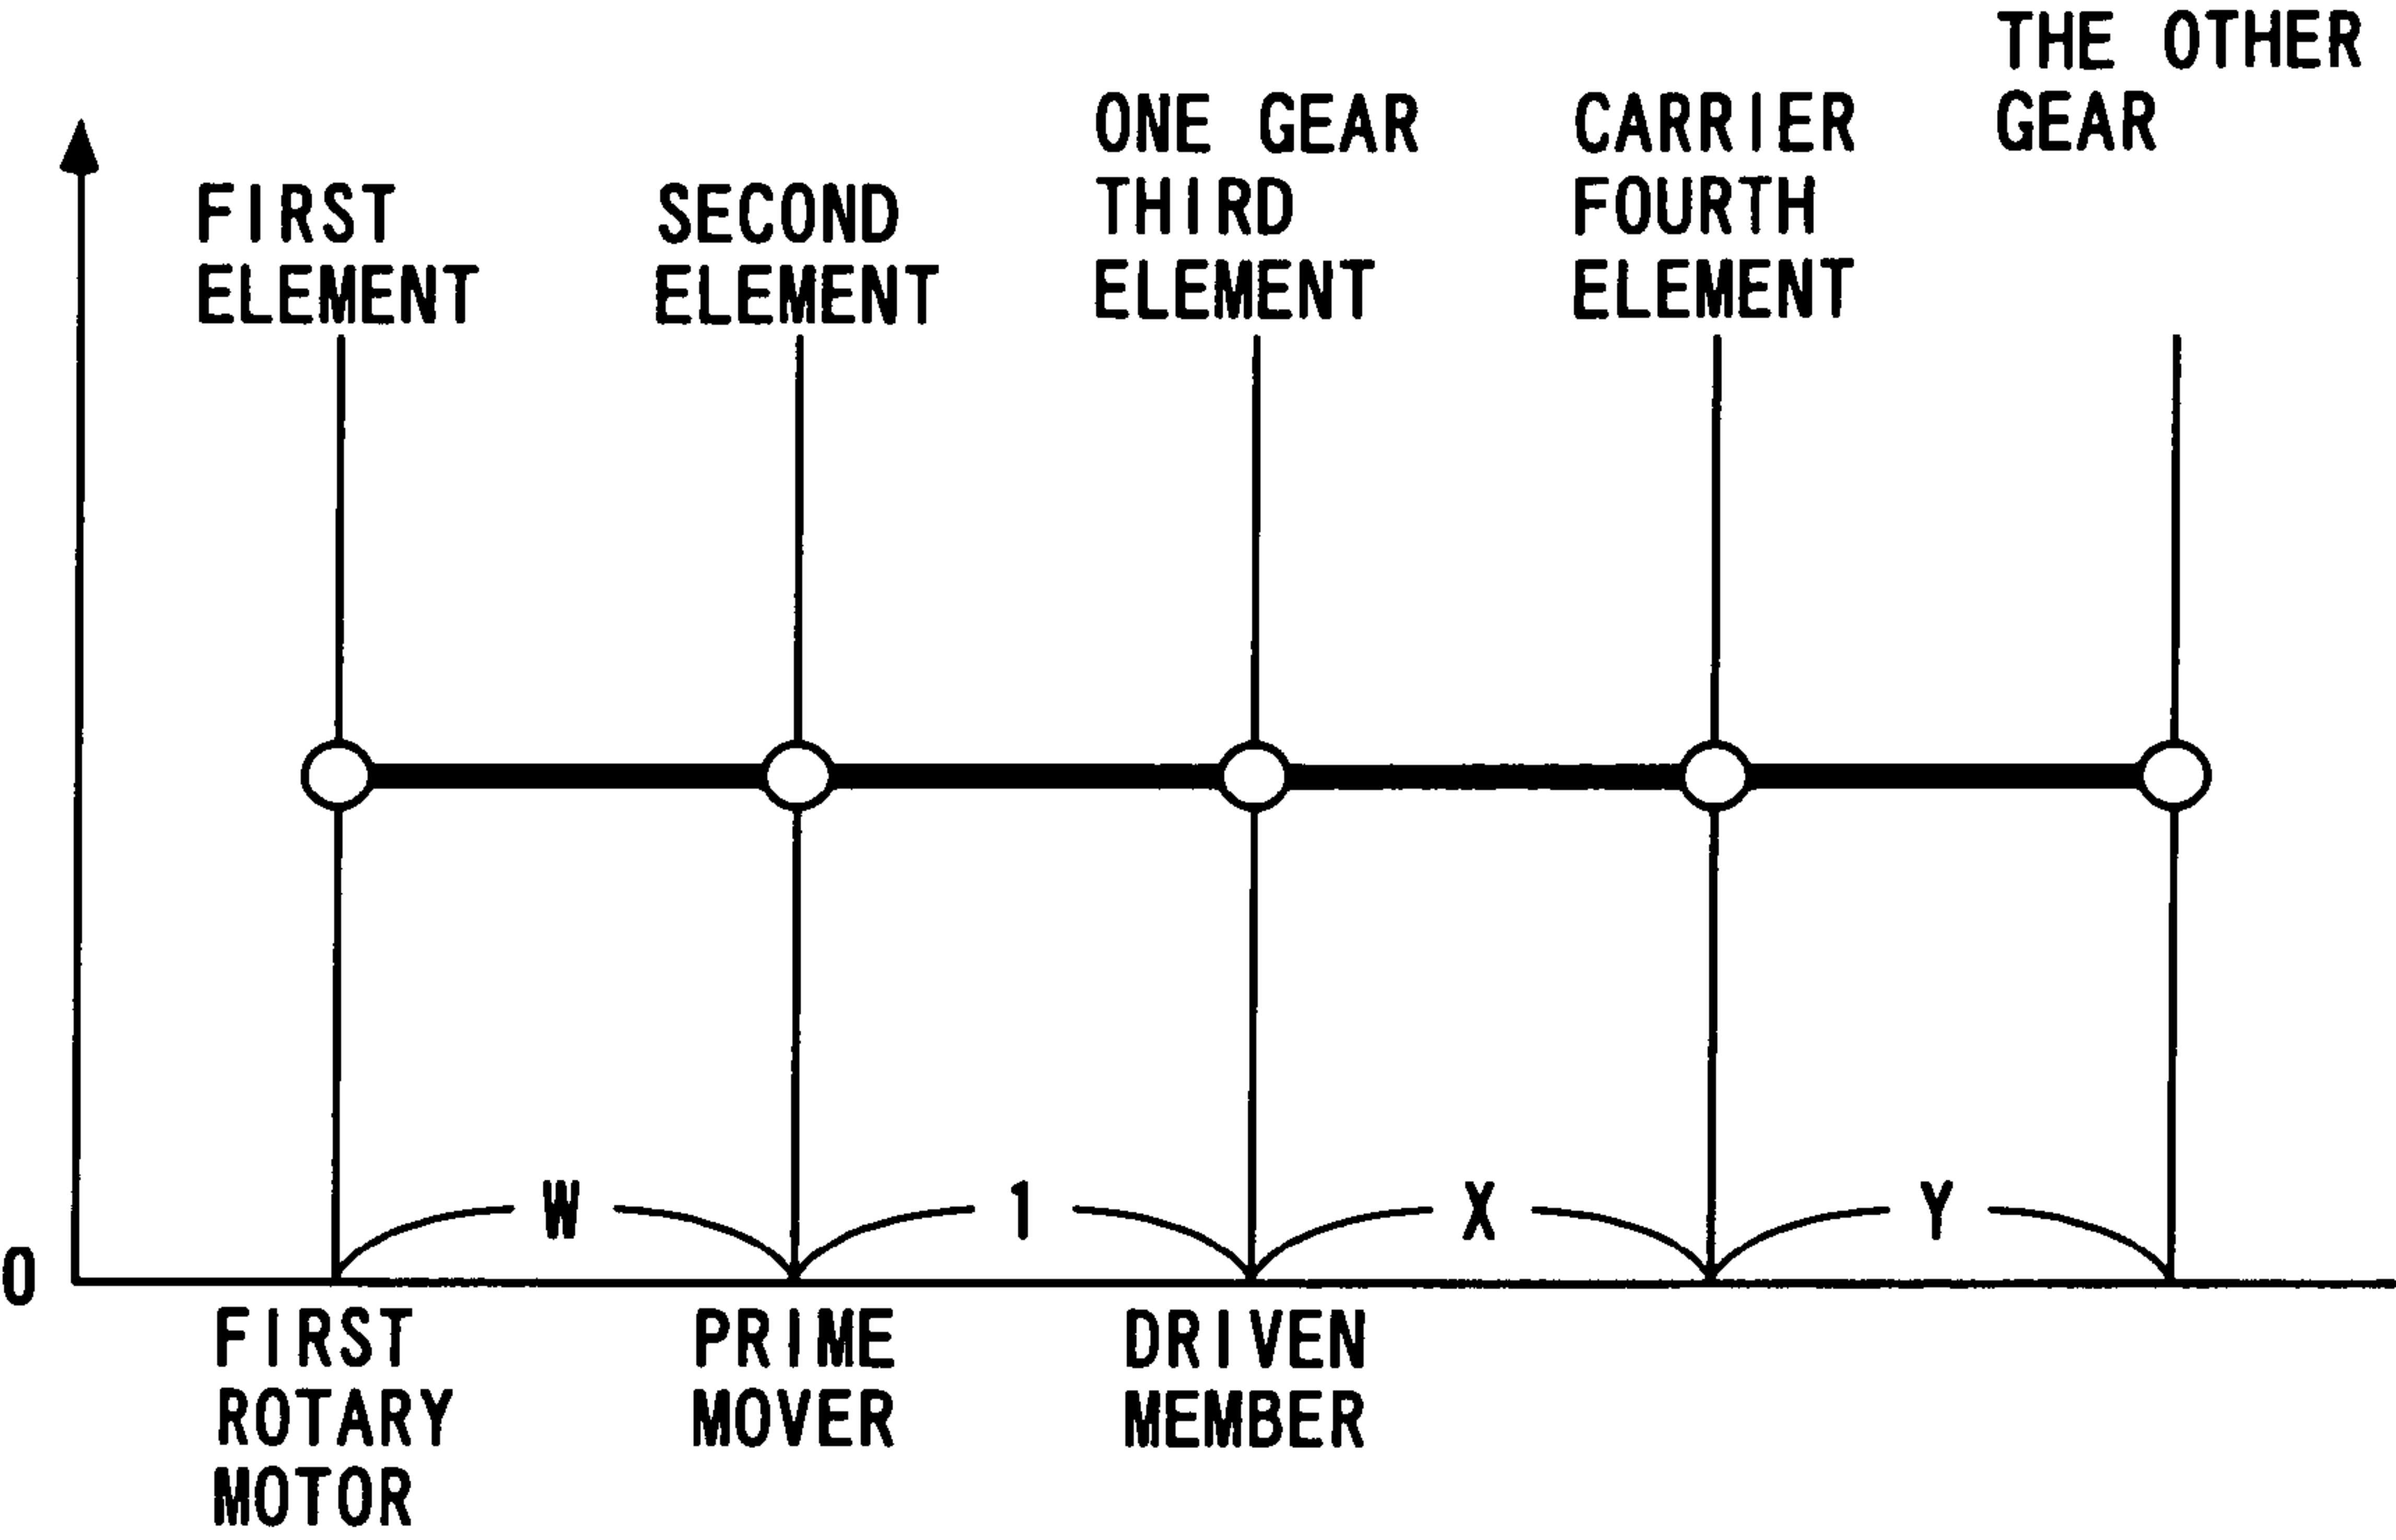 THE OTHER
GEAR
ONE GEAR
THIRD
ELEMENT
CARRIER
FOURTH
ELEMENT
FIRST
ELEMENT
SECOND
ELEMENT
W
1
X
Y
0
FIRST
ROTARY
MOTOR
PRIME
MOVER
DRIVEN
MEMBER